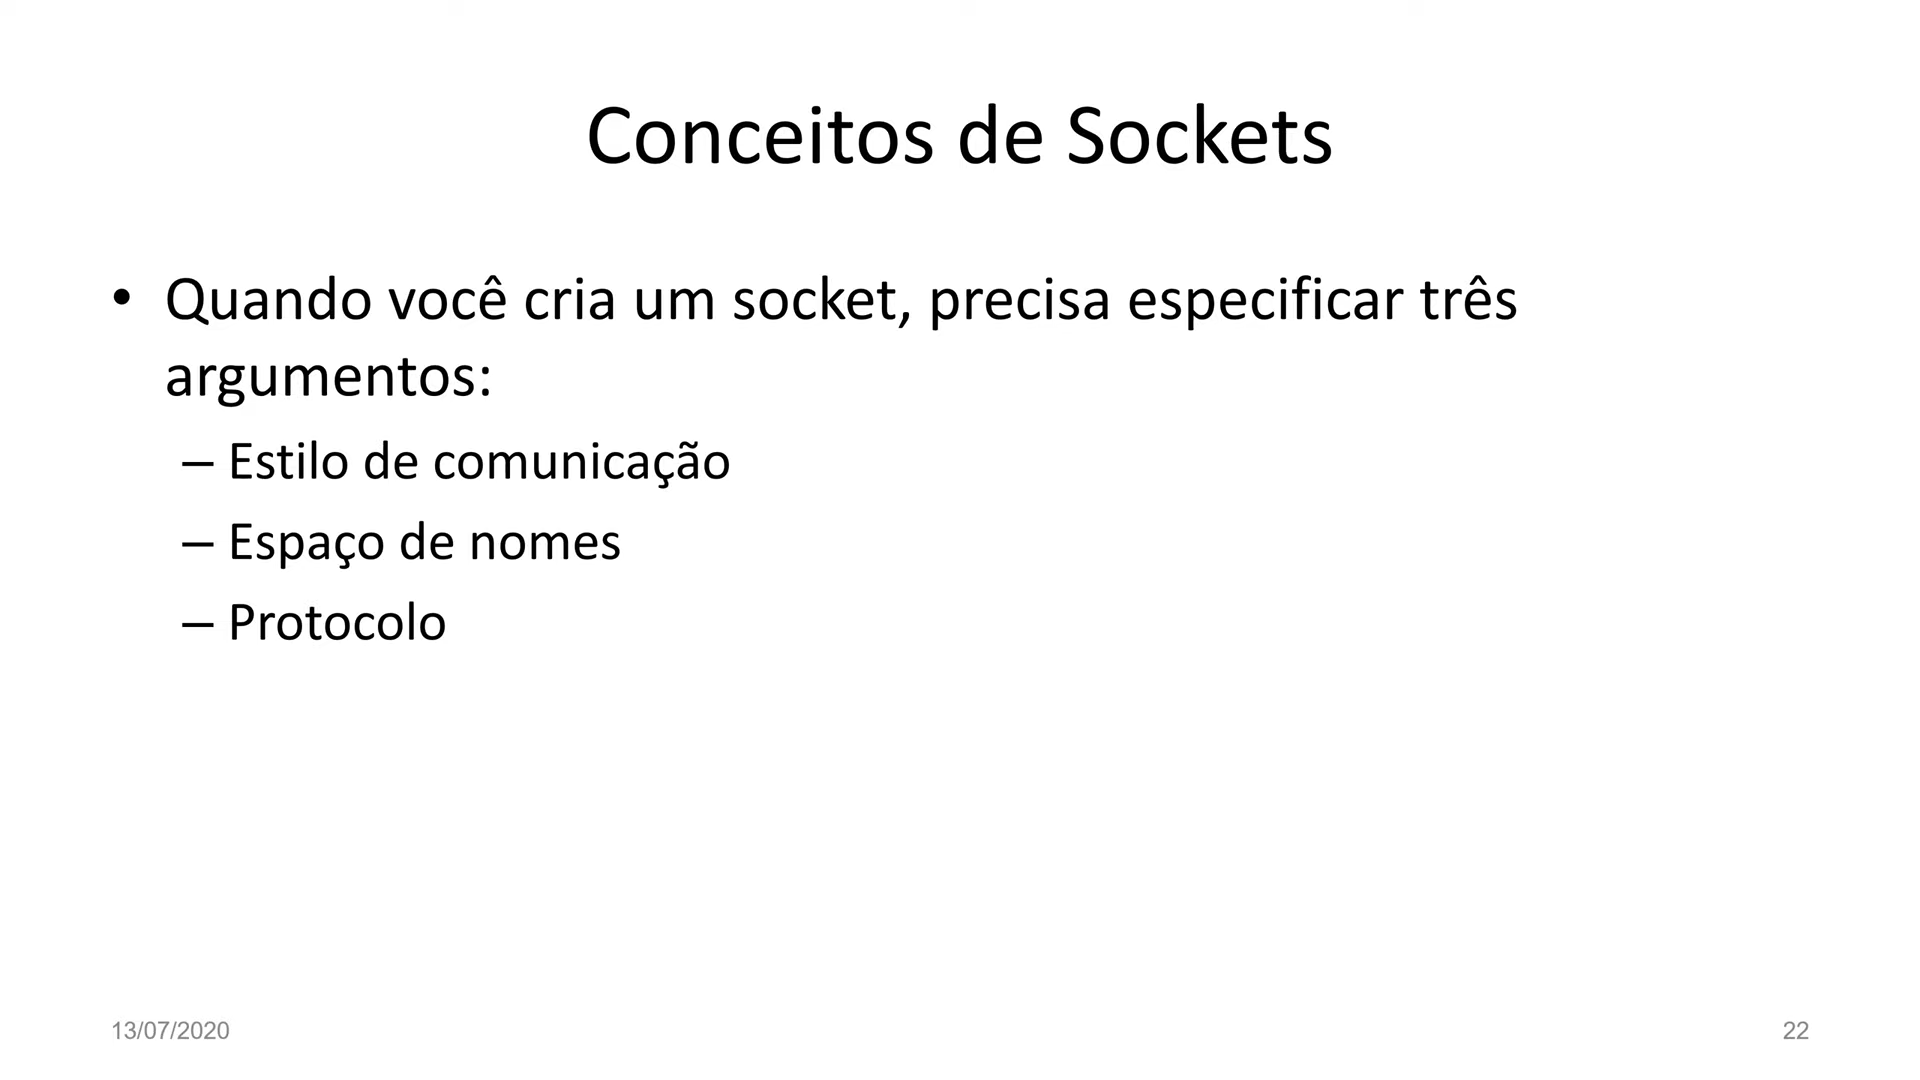 Conceitos de Sockets
• Quando você cria um socket, precisa especificar três
argumentos:
– Estilo de comunicação
– Espaço de nomes
– Protocolo
13/07/2020
22